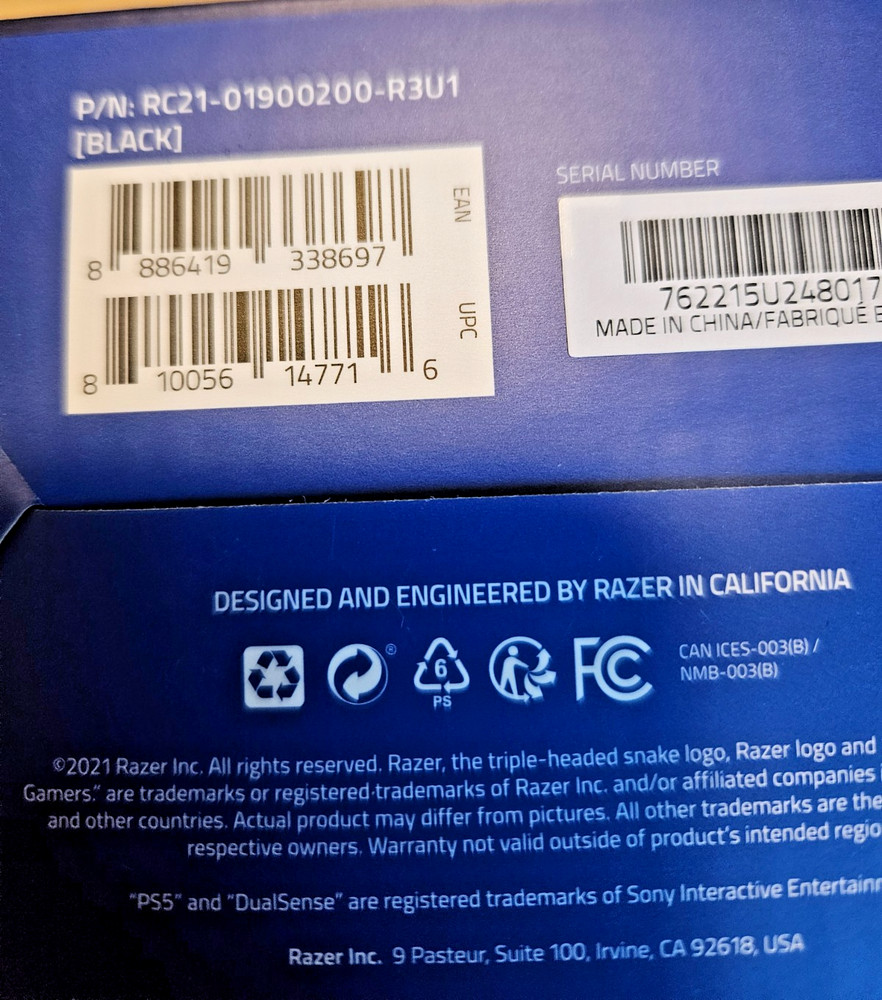 P/N: RC21-01900200-R3U1
[BLACK]
EAN
8 886419 338697
UPC
8 10056 14771 6
SERIAL NUMBER
762215U248017
MADE IN CHINA/FABRIQUÉ
DESIGNED AND ENGINEERED BY RAZER IN CALIFORNIA
®
6
PS
FC
CAN ICES-003(B) /
NMB-003(B)
©2021 Razer Inc. All rights reserved. Razer, the triple-headed snake logo, Razer logo and
Gamers.” are trademarks or registered trademarks of Razer Inc. and/or affiliated companies
and other countries. Actual product may differ from pictures. All other trademarks are the
respective owners. Warranty not valid outside of product's intended regio
“PS5” and “DualSense” are registered trademarks of Sony Interactive Entertain
Razer Inc. 9 Pasteur, Suite 100, Irvine, CA 92618, USA